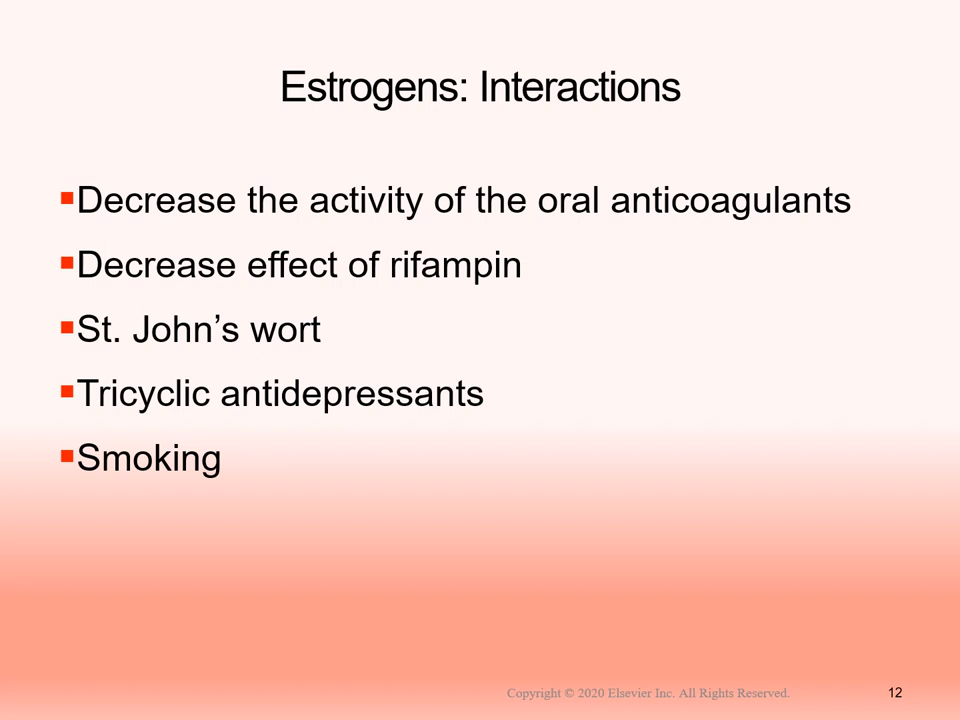 Estrogens: Interactions
▪Decrease the activity of the oral anticoagulants
▪Decrease effect of rifampin
▪St. John’s wort
▪Tricyclic antidepressants
▪Smoking
Copyright © 2020 Elsevier Inc. All Rights Reserved.
12